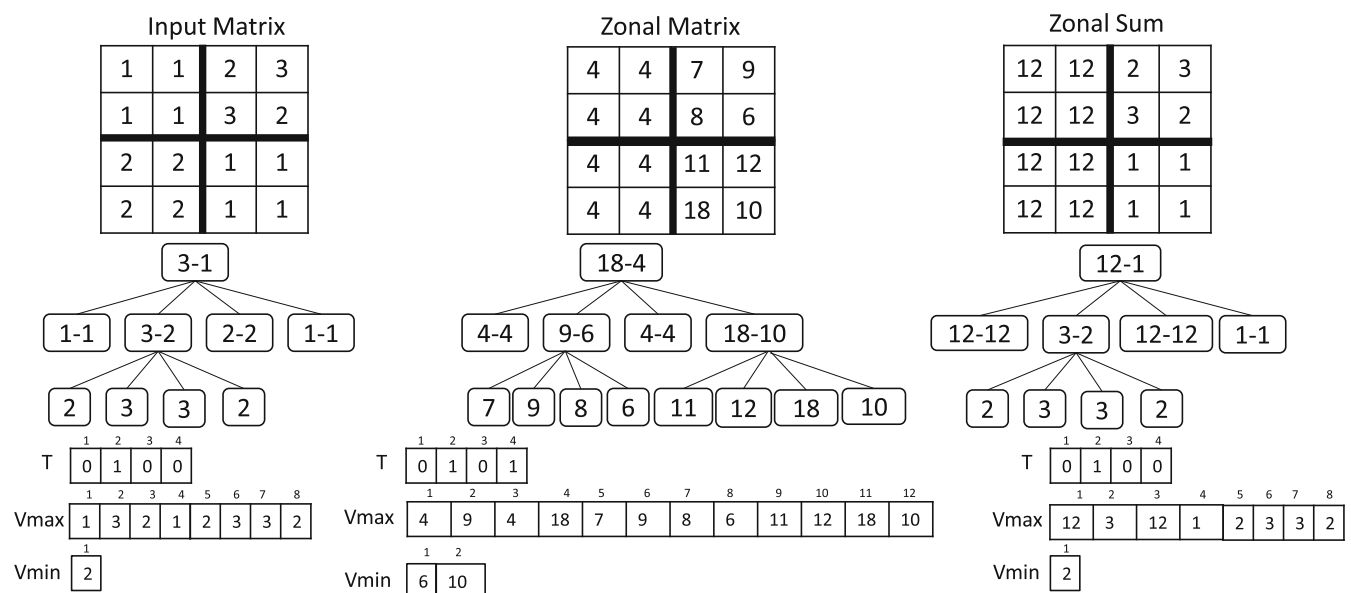 Input Matrix
1 1 2 3
1 1 3 2
2 2 1 1
2 2 1 1
3-1
1-1 3-2 2-2 1-1
2 3 3 2
1 2 3 4
T 0 1 0 0
1 2 3 4 5 6 7 8
Vmax 1 3 2 1 2 3 3 2
1
Vmin 2
Zonal Matrix
4 4 7 9
4 4 8 6
4 4 11 12
4 4 18 10
18-4
4-4 9-6 4-4 18-10
7 9 8 6 11 12 18 10
1 2 3 4
T 0 1 0 1
1 2 3 4 5 6 7 8 9 10 11 12
Vmax 4 9 4 18 7 9 8 6 11 12 18 10
1 2
Vmin 6 10
Zonal Sum
12 12 2 3
12 12 3 2
12 12 1 1
12 12 1 1
12-1
12-12 3-2 12-12 1-1
2 3 3 2
1 2 3 4
T 0 1 0 0
1 2 3 4 5 6 7 8
Vmax 12 3 12 1 2 3 3 2
1
Vmin 2